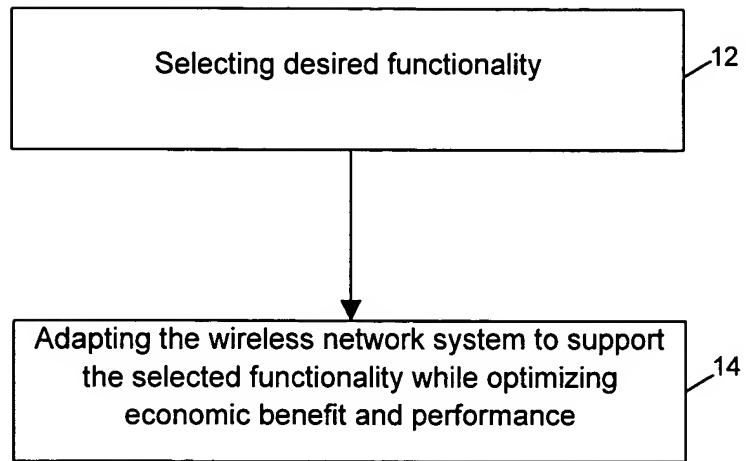 Selecting desired functionality
12
Adapting the wireless network system to support
the selected functionality while optimizing
economic benefit and performance
14